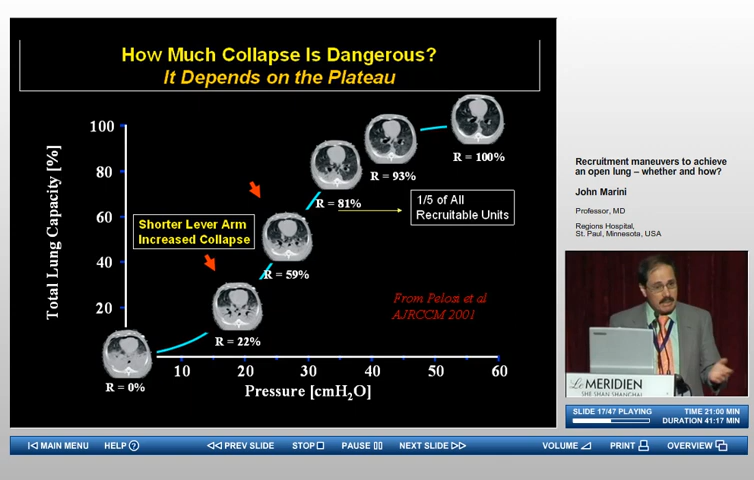 How Much Collapse Is Dangerous?
It Depends on the Plateau
Total Lung Capacity [%]
100
80
60
40
20
R = 100%
R = 93%
R = 81%
1/5 of All
Recruitable Units
Shorter Lever Arm
Increased Collapse
R = 59%
From Pelosi et al
AJRCCM 2001
R = 22%
R = 0%
10 20 30 40 50 60
Pressure [cmH₂O]
Recruitment maneuvers to achieve
an open lung – whether and how?
John Marini
Professor, MD
Regions Hospital,
St. Paul, Minnesota, USA
Le MERIDIEN
SHE SHAN SHANGHAI
SLIDE 17/47 PLAYING TIME 21:00 MIN
DURATION 41:17 MIN
MAIN MENU HELP ? PREV SLIDE STOP PAUSE NEXT SLIDE VOLUME PRINT OVERVIEW